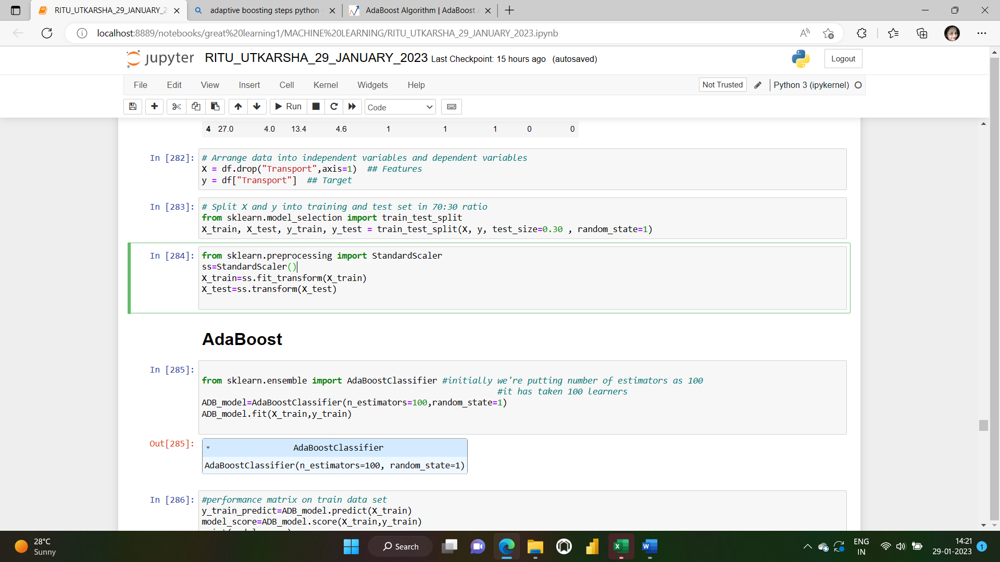 RITU_UTKARSHA_29_JANUARY_2
adaptive boosting steps python
AdaBoost Algorithm | AdaBoost
localhost:8889/notebooks/great%20learning1/MACHINE%20LEARNING/RITU_UTKARSHA_29_JANUARY_2023.ipynb
jupyter RITU_UTKARSHA_29_JANUARY_2023 Last Checkpoint: 15 hours ago (autosaved)
Logout
File Edit View Insert Cell Kernel Widgets Help
Not Trusted
Python 3 (ipykernel)
Run
Code
4 27.0 4.0 13.4 4.6 1 1 1 0 0
In [282]:
# Arrange data into independent variables and dependent variables
X = df.drop("Transport",axis=1)  ## Features
y = df["Transport"]  ## Target
In [283]:
# Split X and y into training and test set in 70:30 ratio
from sklearn.model_selection import train_test_split
X_train, X_test, y_train, y_test = train_test_split(X, y, test_size=0.30 , random_state=1)
In [284]:
from sklearn.preprocessing import StandardScaler
ss=StandardScaler()
X_train=ss.fit_transform(X_train)
X_test=ss.transform(X_test)
AdaBoost
In [285]:
from sklearn.ensemble import AdaBoostClassifier #initially we're putting number of estimators as 100
#it has taken 100 learners
ADB_model=AdaBoostClassifier(n_estimators=100,random_state=1)
ADB_model.fit(X_train,y_train)
Out[285]:
AdaBoostClassifier
AdaBoostClassifier(n_estimators=100, random_state=1)
In [286]:
#performance matrix on train data set
y_train_predict=ADB_model.predict(X_train)
model_score=ADB_model.score(X_train,y_train)
28°C
Sunny
Search
ENG
IN
14:21
29-01-2023
1